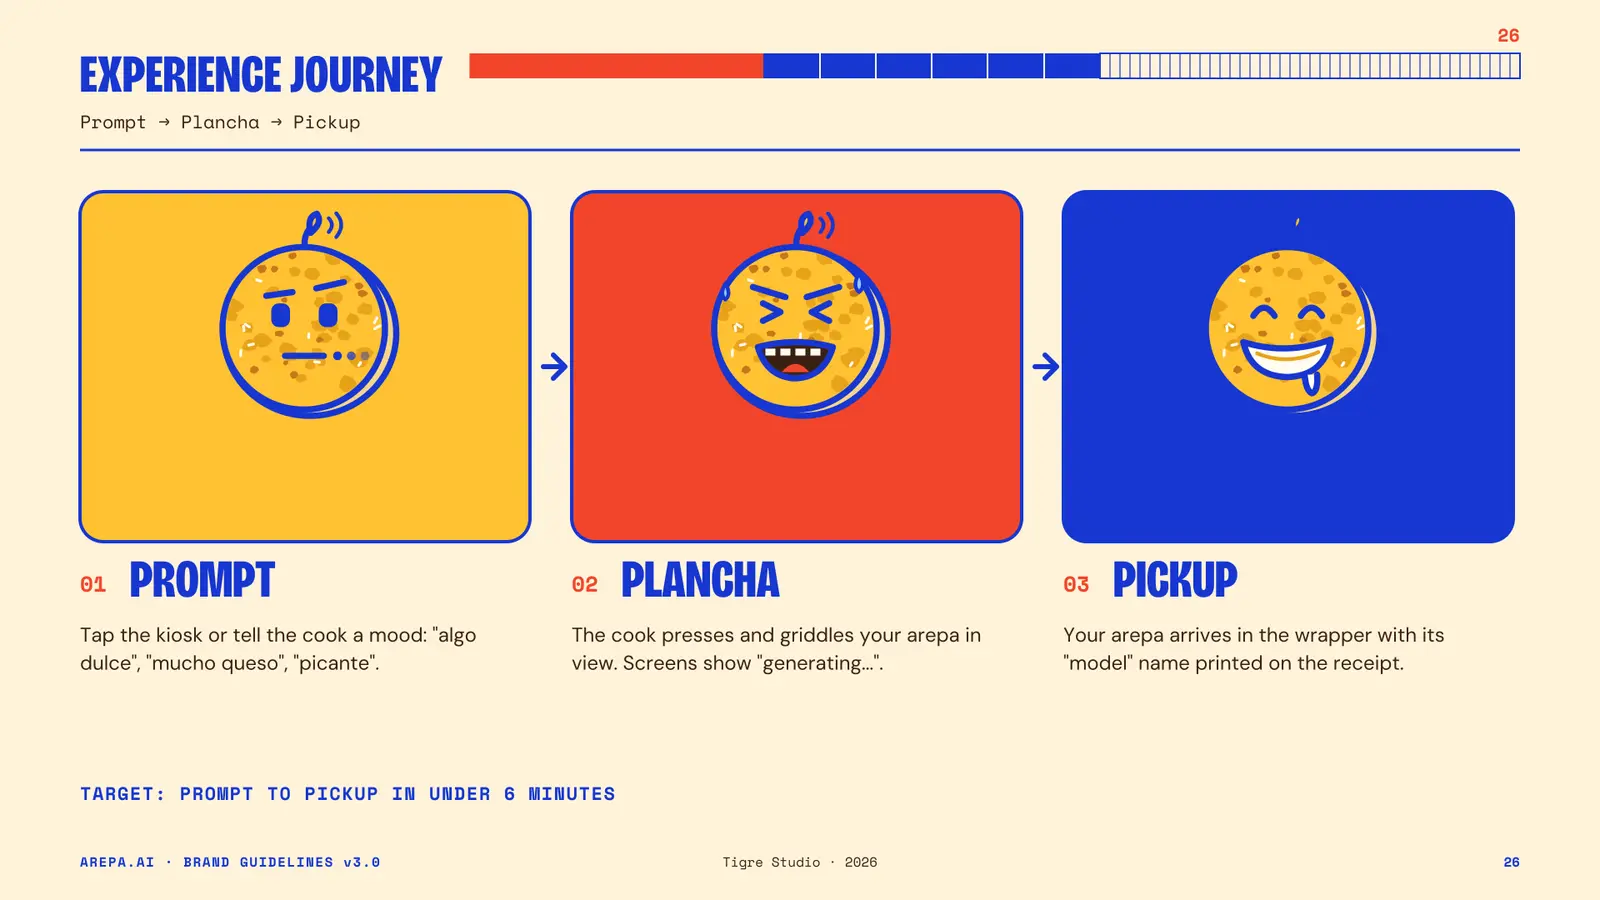 26
EXPERIENCE JOURNEY
Prompt → Plancha → Pickup
01 PROMPT
Tap the kiosk or tell the cook a mood: "algo
dulce", "mucho queso", "picante".
02 PLANCHA
The cook presses and griddles your arepa in
view. Screens show "generating...".
03 PICKUP
Your arepa arrives in the wrapper with its
"model" name printed on the receipt.
TARGET: PROMPT TO PICKUP IN UNDER 6 MINUTES
AREPA.AI · BRAND GUIDELINES v3.0
Tigre Studio · 2026
26